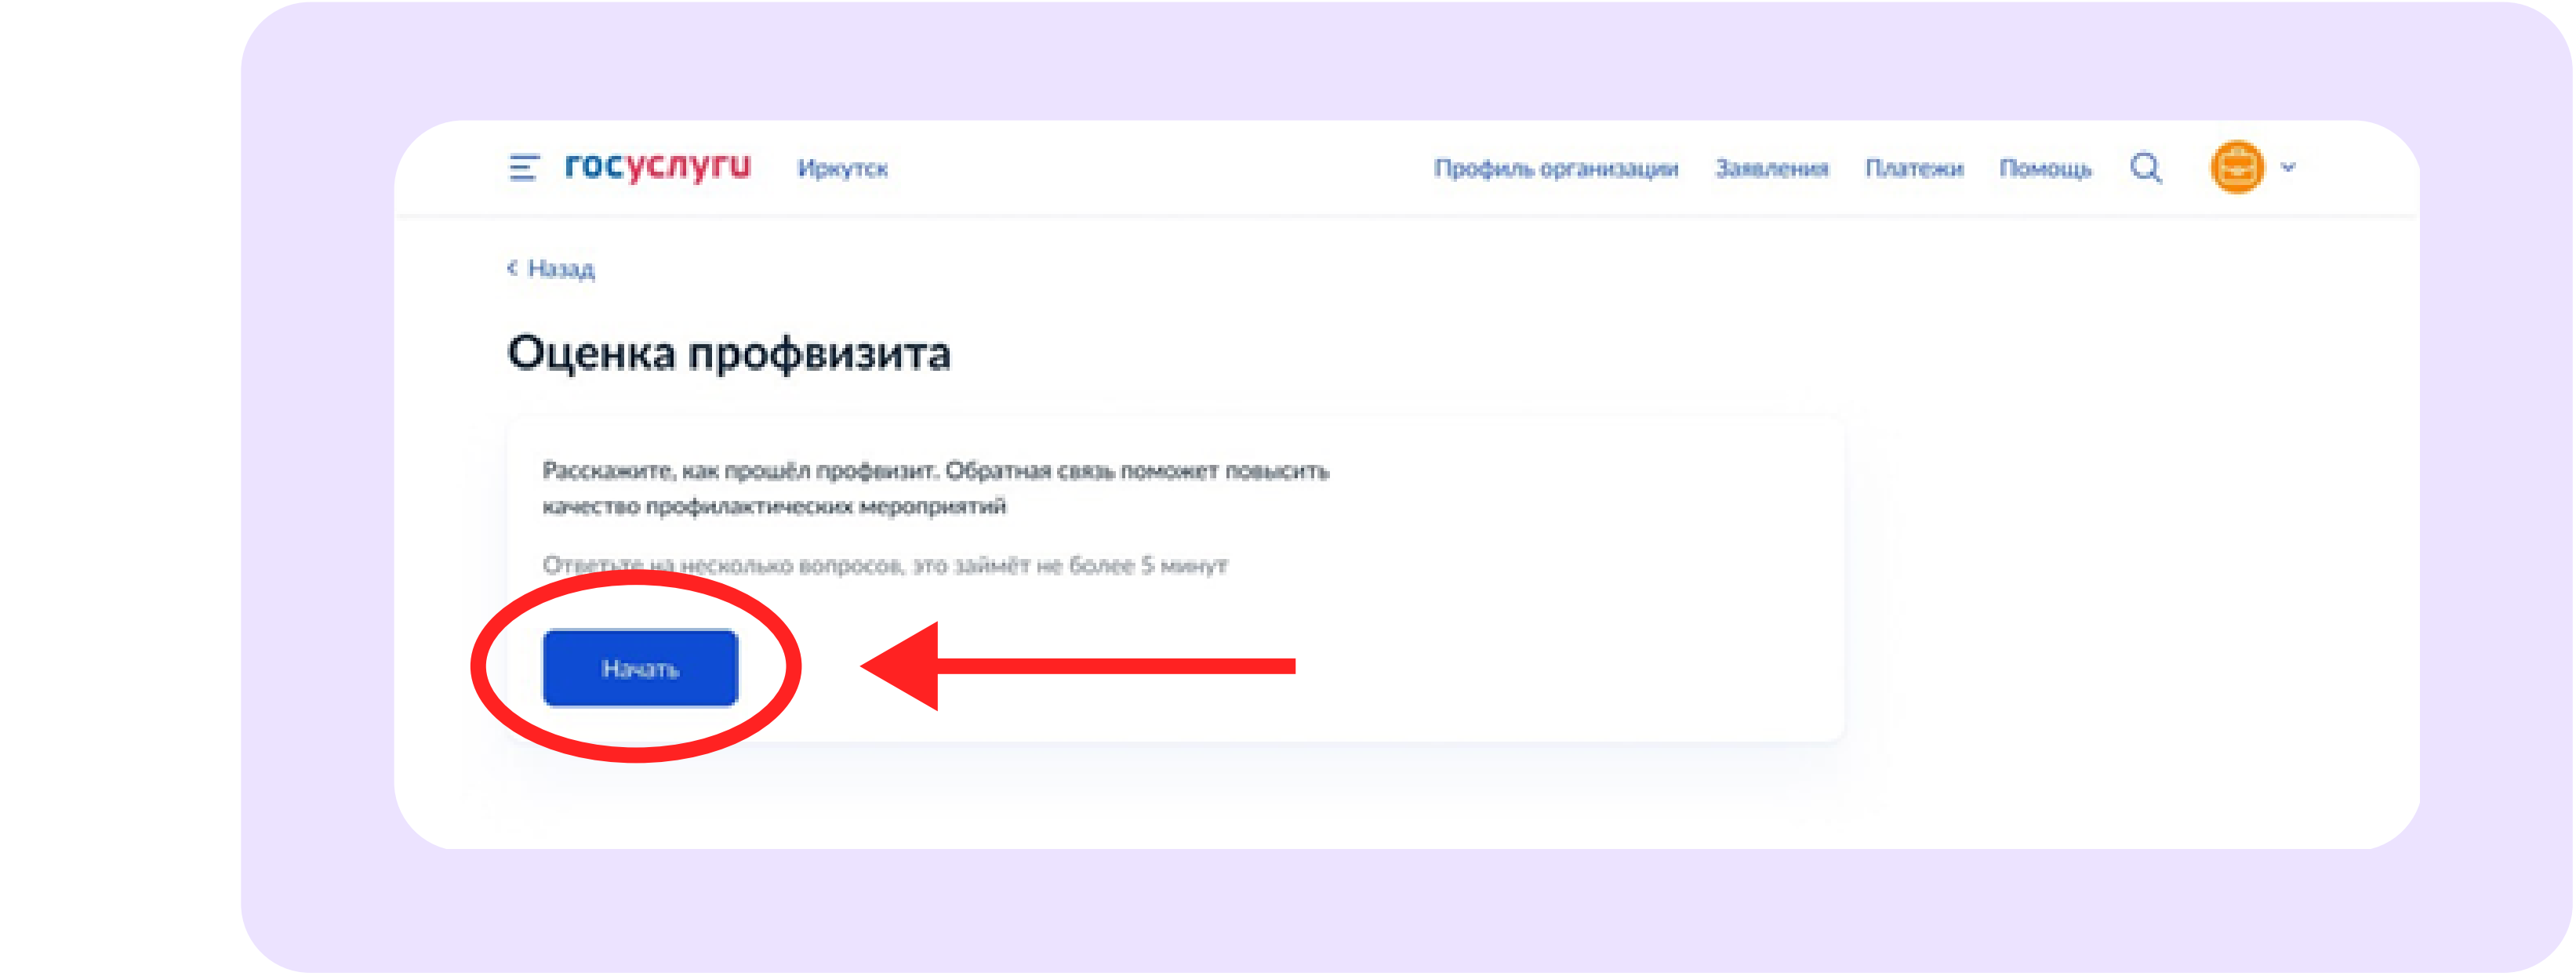 госуслуги Иркутск Профиль организации Заявления Платежи Помощь
Назад
Оценка профвизита
Расскажите, как прошёл профвизит. Обратная связь поможет повысить
качество профилактических мероприятий
Ответьте на несколько вопросов, это займёт не более 5 минут
Начать